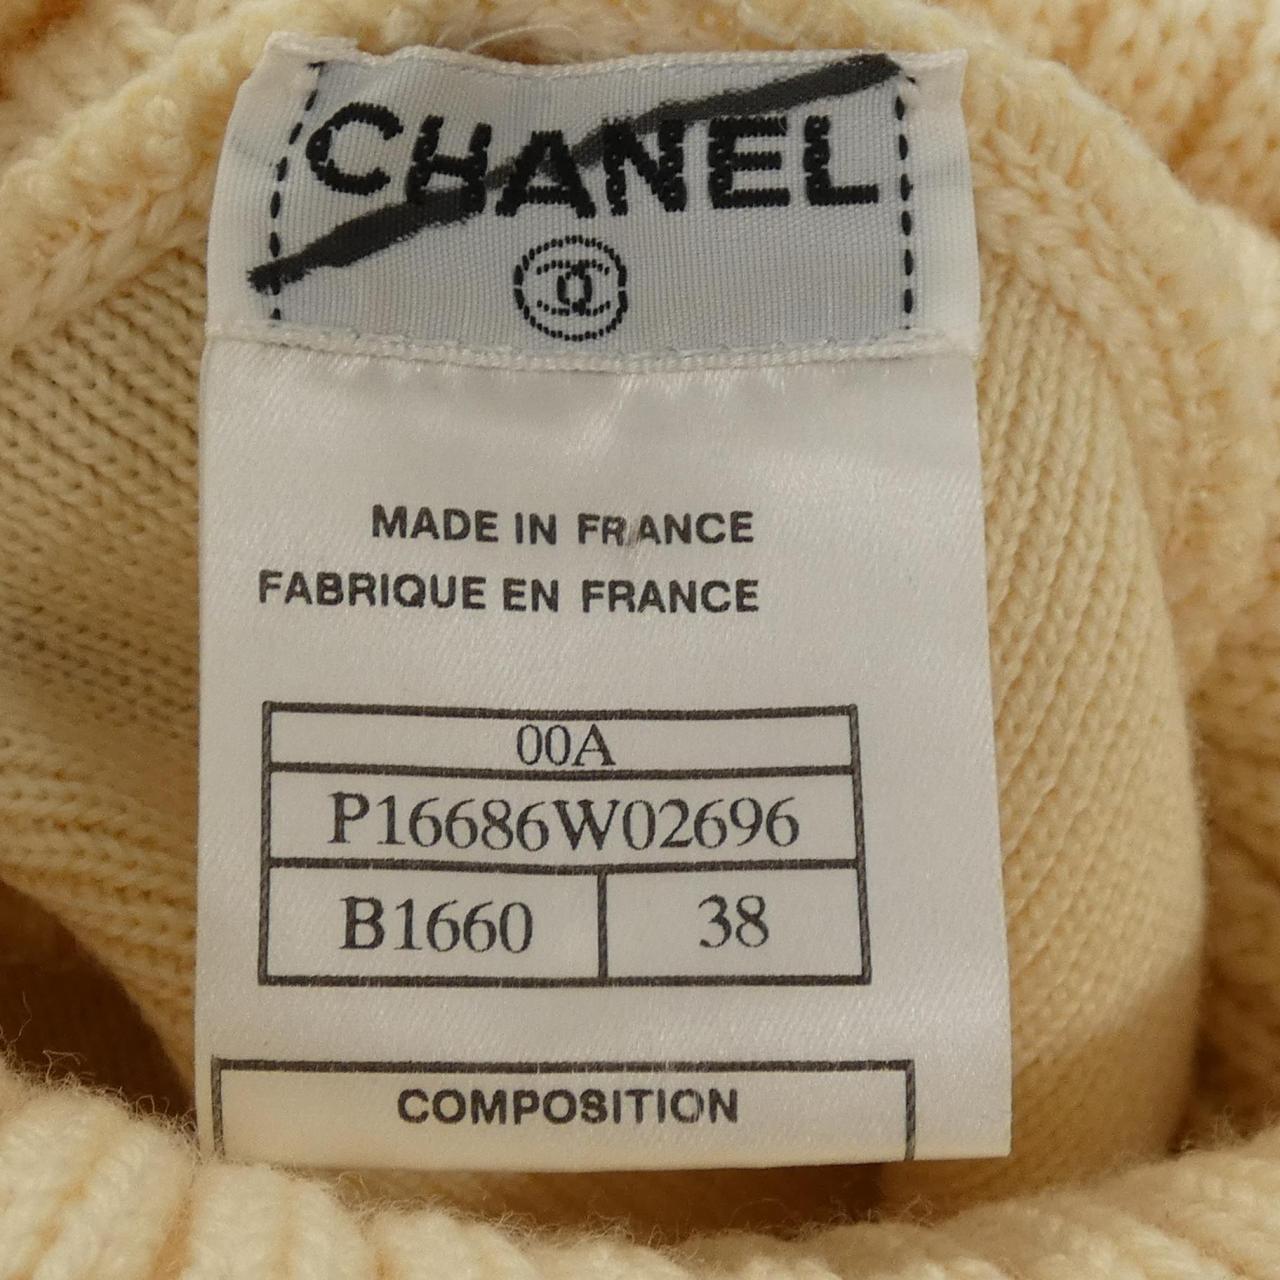 CHANEL
MADE IN FRANCE
FABRIQUE EN FRANCE
00A
P16686W02696
B1660 38
COMPOSITION